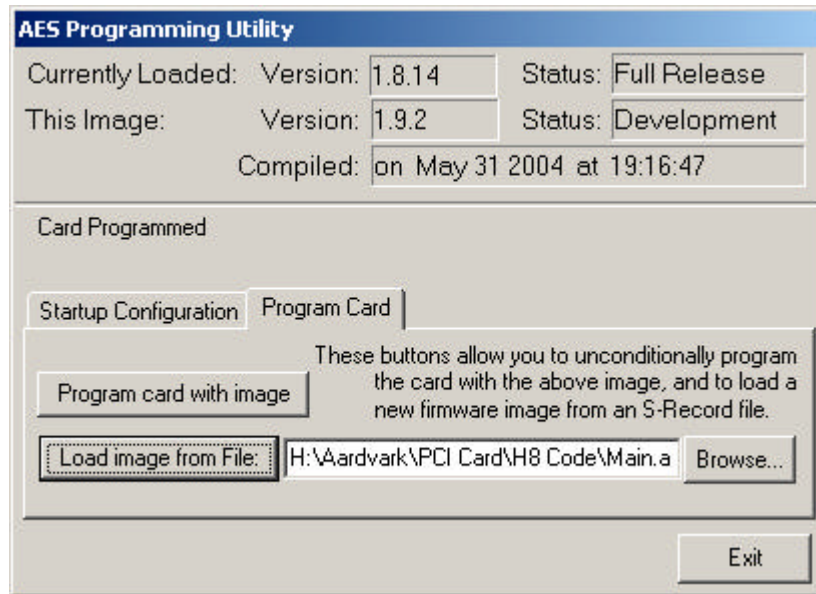 AES Programming Utility
Currently Loaded: Version: 1.8.14 Status: Full Release
This Image: Version: 1.9.2 Status: Development
Compiled: on May 31 2004 at 19:16:47
Card Programmed
Startup Configuration Program Card
These buttons allow you to unconditionally program
the card with the above image, and to load a
new firmware image from an S-Record file.
Program card with image
Load image from File: H:\Aardvark\PCI Card\H8 Code\Main.a Browse...
Exit